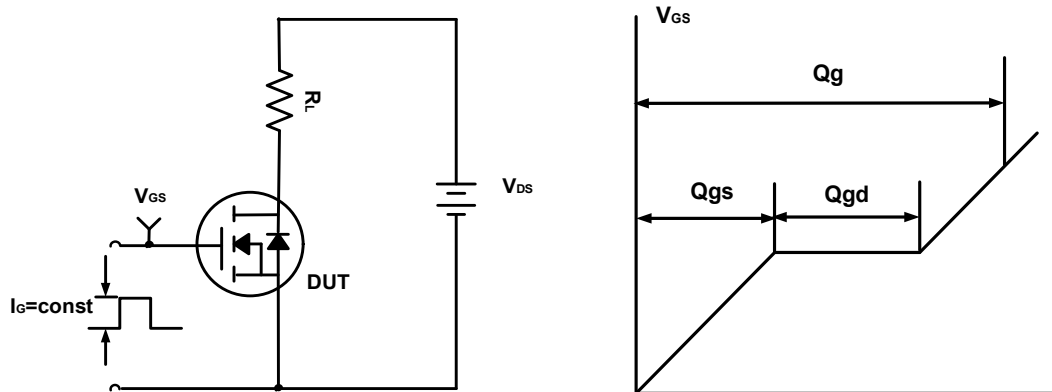 RL
VGS
VDS
DUT
IG=const
VGS
Qg
Qgs
Qgd